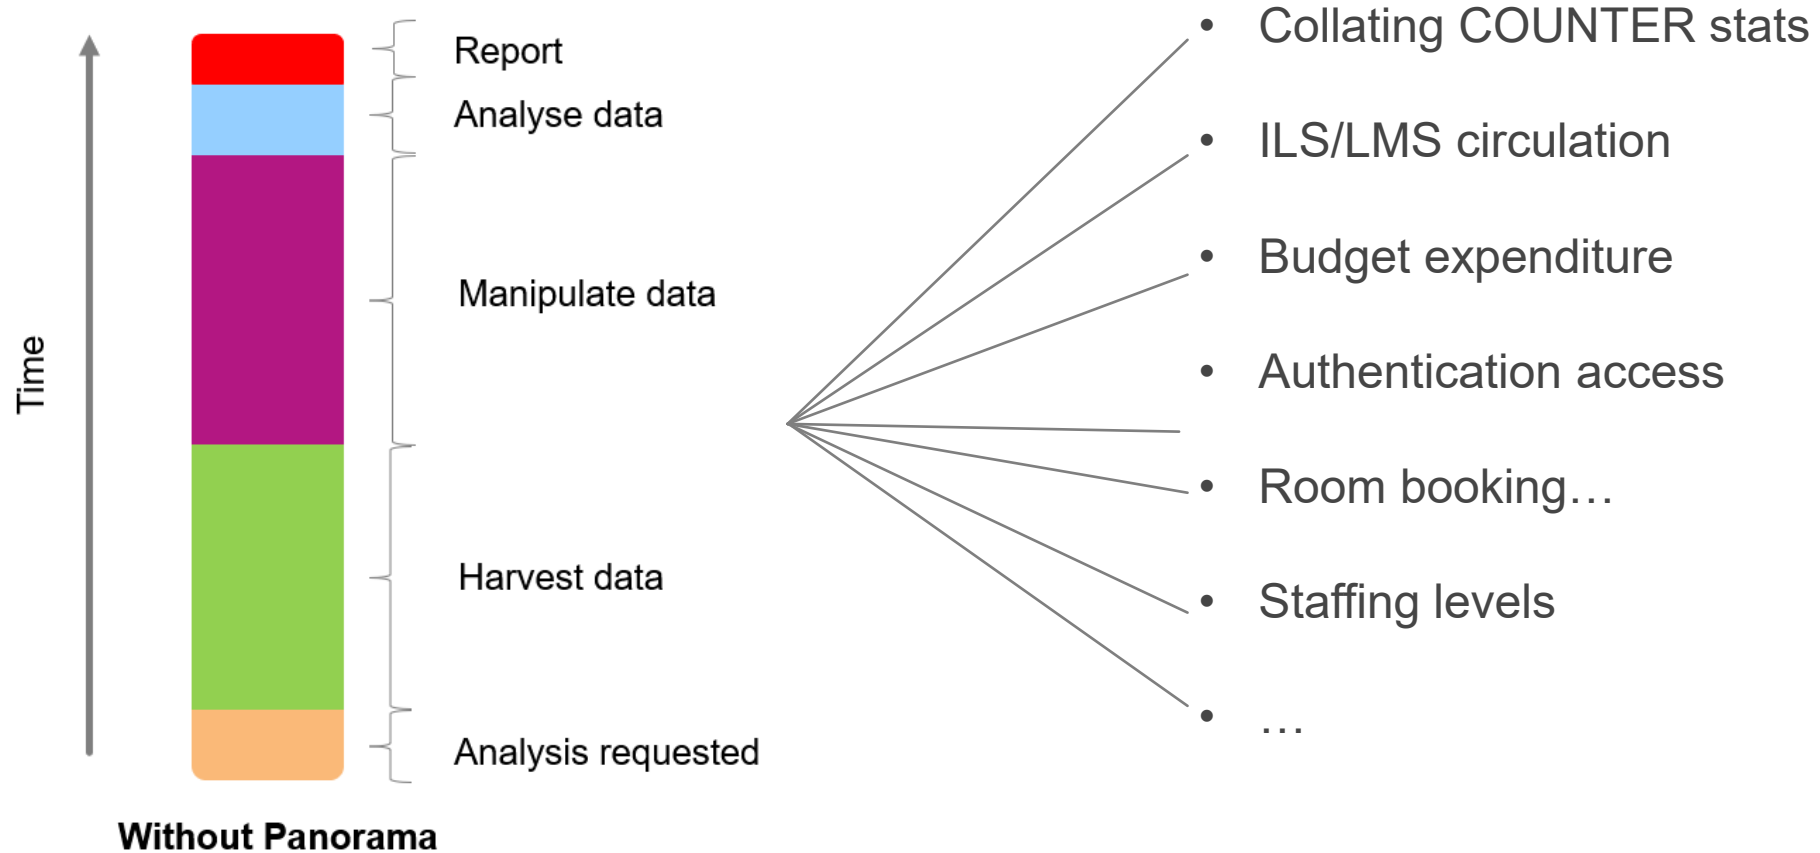 Time
Report
Analyse data
Manipulate data
Harvest data
Analysis requested
Without Panorama
• Collating COUNTER stats
• ILS/LMS circulation
• Budget expenditure
• Authentication access
• Room booking…
• Staffing levels
• …